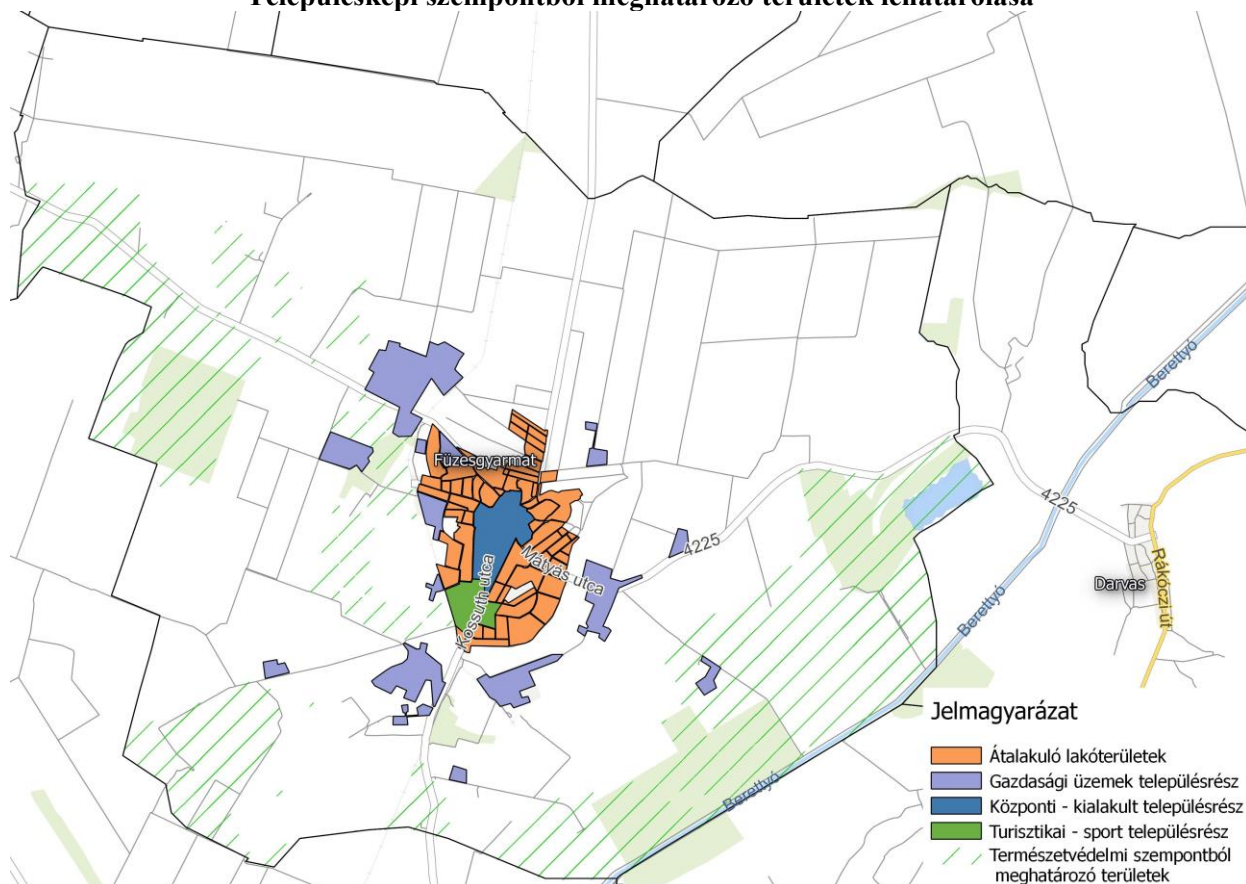 Településképi szempontból meghatározó területek lehatárolása
Berettyó
Füzesgyarmat
4225
4225
Mátyás utca
Kossuth utca
Darvas
Rákóczi út
Berettyó
Berettyó
Jelmagyarázat
Átalakuló lakóterületek
Gazdasági üzemek településrész
Központi - kialakult településrész
Turisztikai - sport településrész
Természetvédelmi szempontból
meghatározó területek